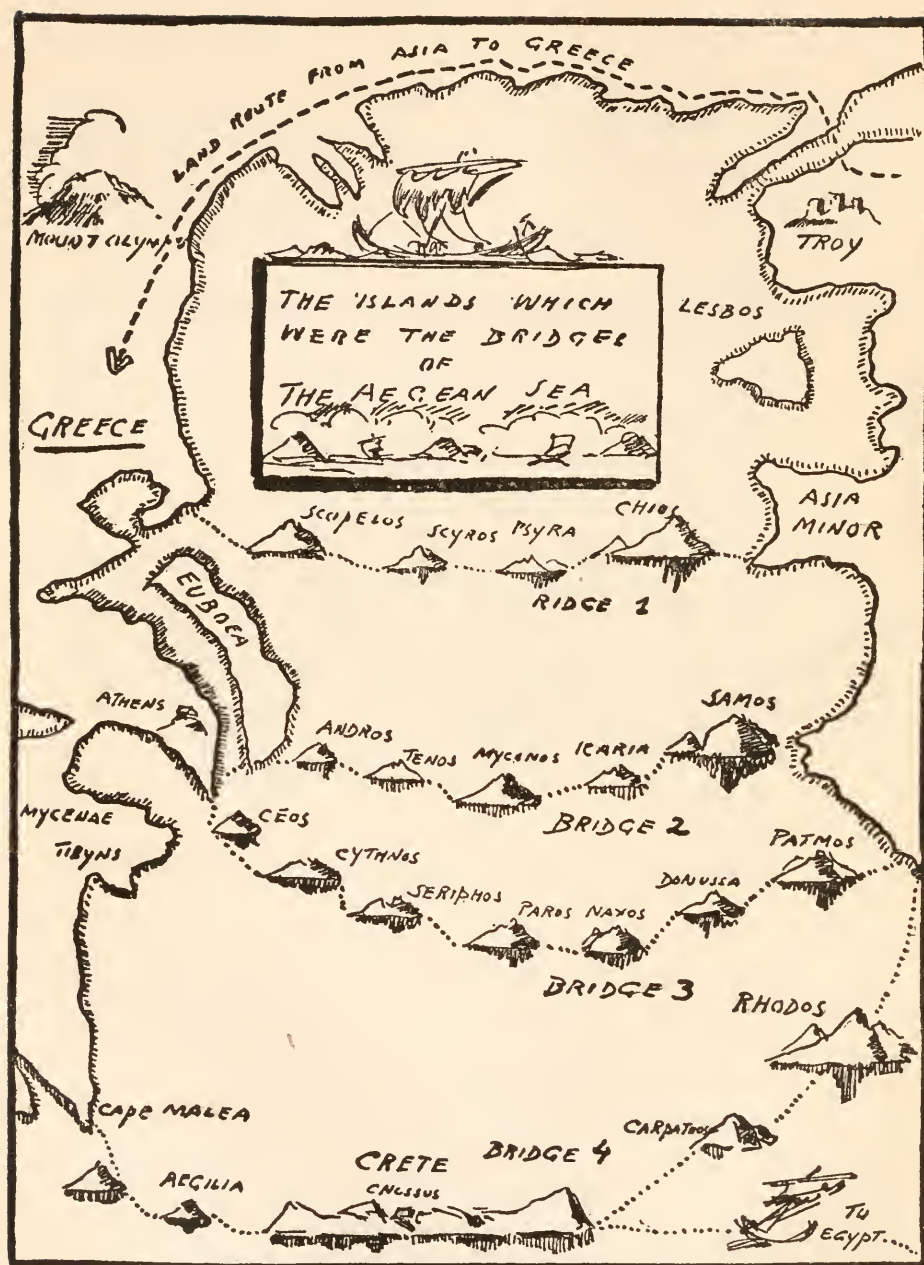 LAND ROUTE FROM ASIA TO GREECE
MOUNT OLYMPUS
TROY
THE ISLANDS WHICH
WERE THE BRIDGES
OF
THE AEGEAN SEA
LESBOS
GREECE
ASIA
MINOR
SCIPELOS
SCYROS
PSYRA
CHIOS
RIDGE 1
EUBOEA
ATHENS
ANDROS
TENOS
MYCONOS
ICARIA
SAMOS
BRIDGE 2
MYCENAE
TIRYNS
CEOS
CYTHNOS
SERIPHOS
PAROS
NAXOS
DONUSSA
PATMOS
BRIDGE 3
RHODOS
CAPE MALEA
AEGILIA
CRETE
CNOSSUS
BRIDGE 4
CARPATHOS
TO
EGYPT.